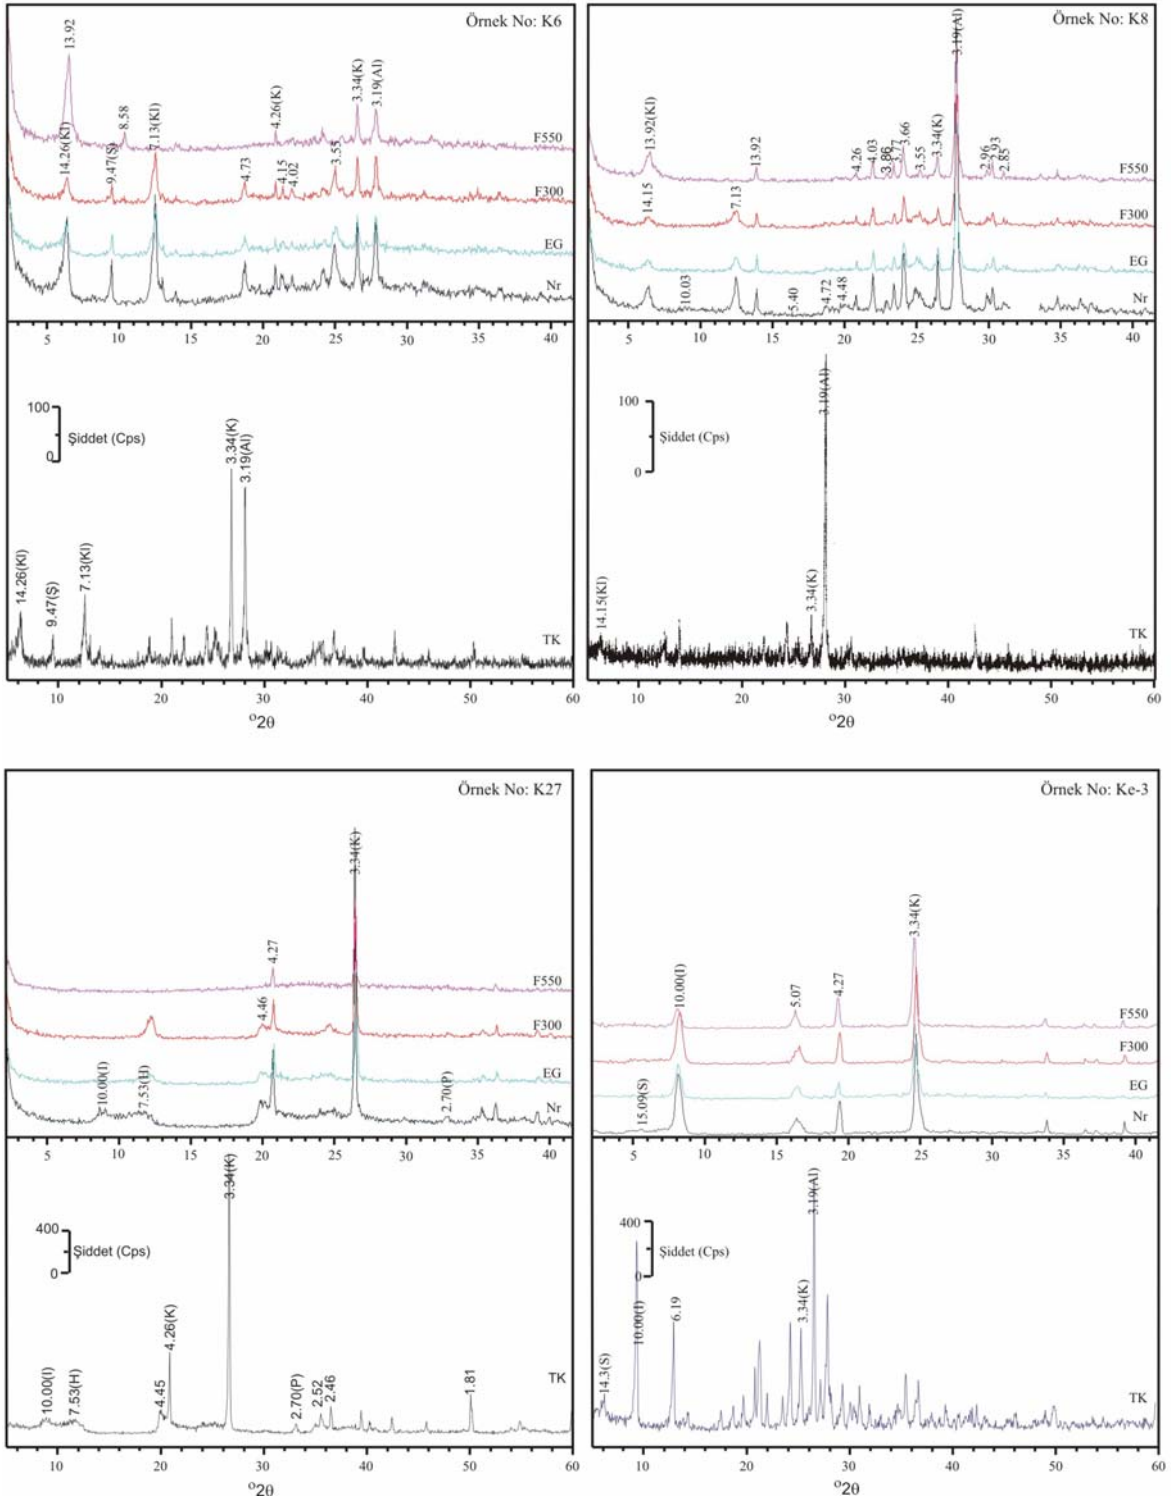 Örnek No: K6
13.92
8.58
14.26(Kl)
9.47(Ş)
7.13(Kl)
4.73
4.26(K)
4.15
4.02
3.55
3.34(K)
3.19(Al)
F550
F300
EG
Nr
5 10 15 20 25 30 35 40
100
0
Şiddet (Cps)
14.26(Kl)
9.47(Ş)
7.13(Kl)
3.34(K)
3.19(Al)
TK
10 20 30 40 50 60
°2θ
Örnek No: K8
13.92(Kl)
13.92
4.26
4.03
3.86
3.77
3.66
3.55
3.34(K)
3.19(Al)
2.96
2.93
2.85
F550
14.15
7.13
F300
EG
10.03
5.40
4.72
4.48
Nr
5 10 15 20 25 30 35 40
100
0
Şiddet (Cps)
14.15(Kl)
3.34(K)
3.19(Al)
TK
10 20 30 40 50 60
°2θ
Örnek No: K27
3.34(K)
4.27
F550
4.46
F300
EG
10.00(I)
7.53(H)
2.70(P)
Nr
5 10 15 20 25 30 35 40
3.34(K)
400
0
Şiddet (Cps)
10.00(I)
7.53(H)
4.45
4.26(K)
2.70(P)
2.52
2.46
1.81
TK
10 20 30 40 50 60
°2θ
Örnek No: Ke-3
10.00(I)
5.07
4.27
3.34(K)
F550
F300
EG
15.09(S)
Nr
5 10 15 20 25 30 35 40
400
0
Şiddet (Cps)
14.3(S)
10.00(I)
6.19
3.34(K)
3.19(Al)
TK
10 20 30 40 50 60
°2θ